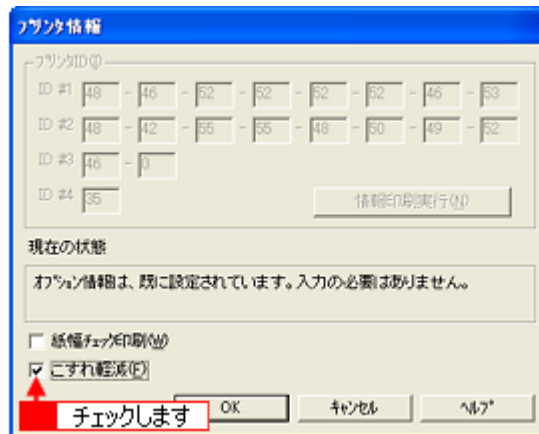 プリンタ情報
プリンタID(I)
ID #1 48 - 46 - 52 - 52 - 52 - 52 - 46 - 53
ID #2 48 - 42 - 55 - 55 - 48 - 50 - 49 - 52
ID #3 46 - 0
ID #4 35
情報印刷実行(N)
現在の状態
オプション情報は、既に設定されています。入力の必要はありません。
紙幅チェック印刷(W)
こすれ軽減(F)
チェックします
OK キャンセル ヘルプ